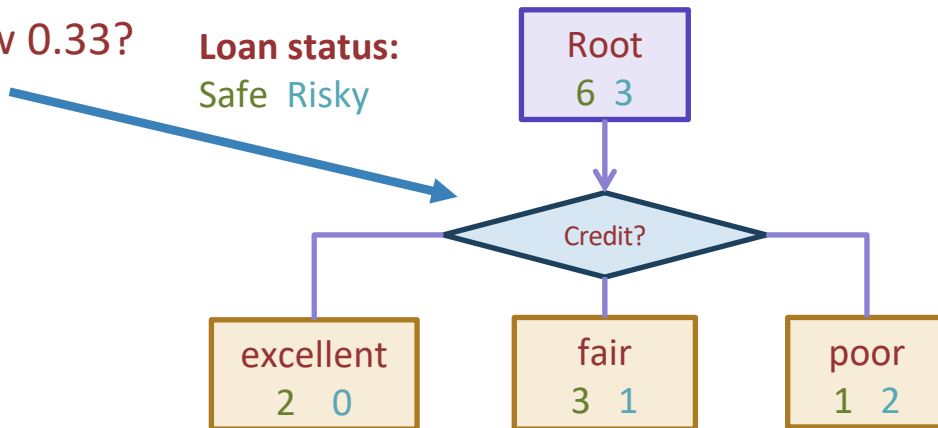 0.33?
Loan status:
Safe Risky
Root
6 3
Credit?
excellent
2 0
fair
3 1
poor
1 2